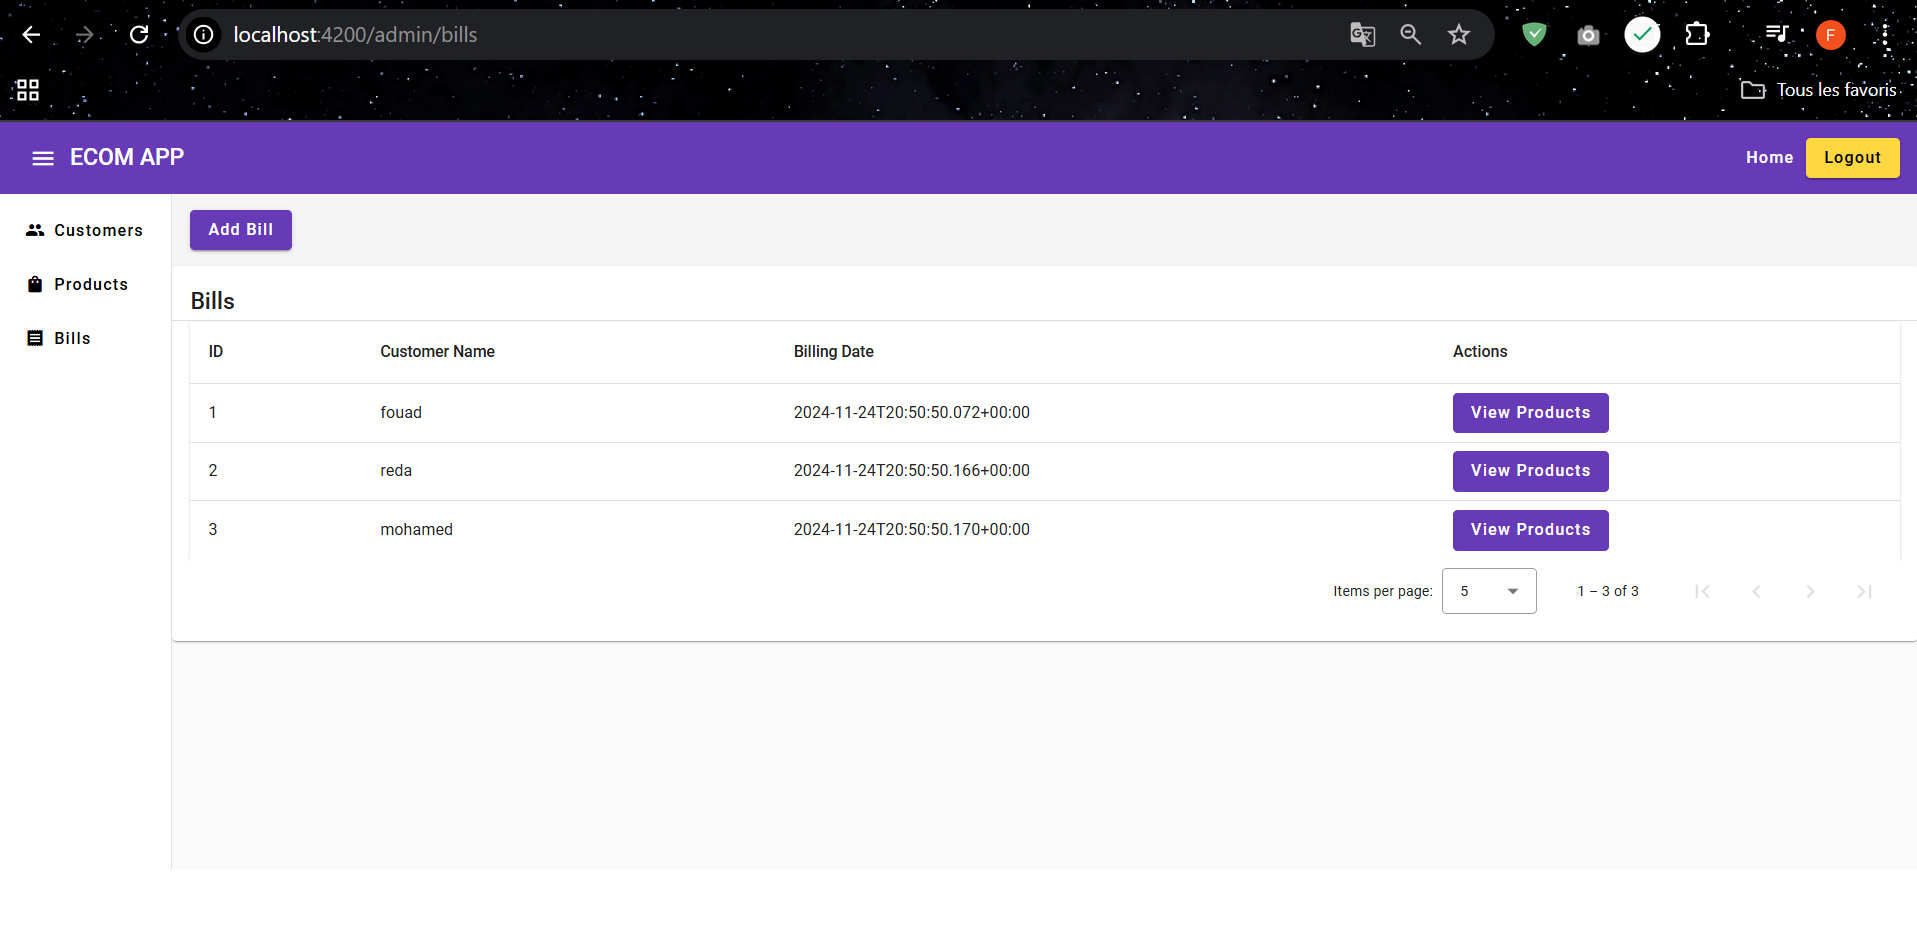 localhost:4200/admin/bills
F
Tous les favoris
ECOM APP
Home
Logout
Customers
Products
Bills
Add Bill
Bills
ID Customer Name Billing Date Actions
1 fouad 2024-11-24T20:50:50.072+00:00 View Products
2 reda 2024-11-24T20:50:50.166+00:00 View Products
3 mohamed 2024-11-24T20:50:50.170+00:00 View Products
Items per page: 5 1 – 3 of 3